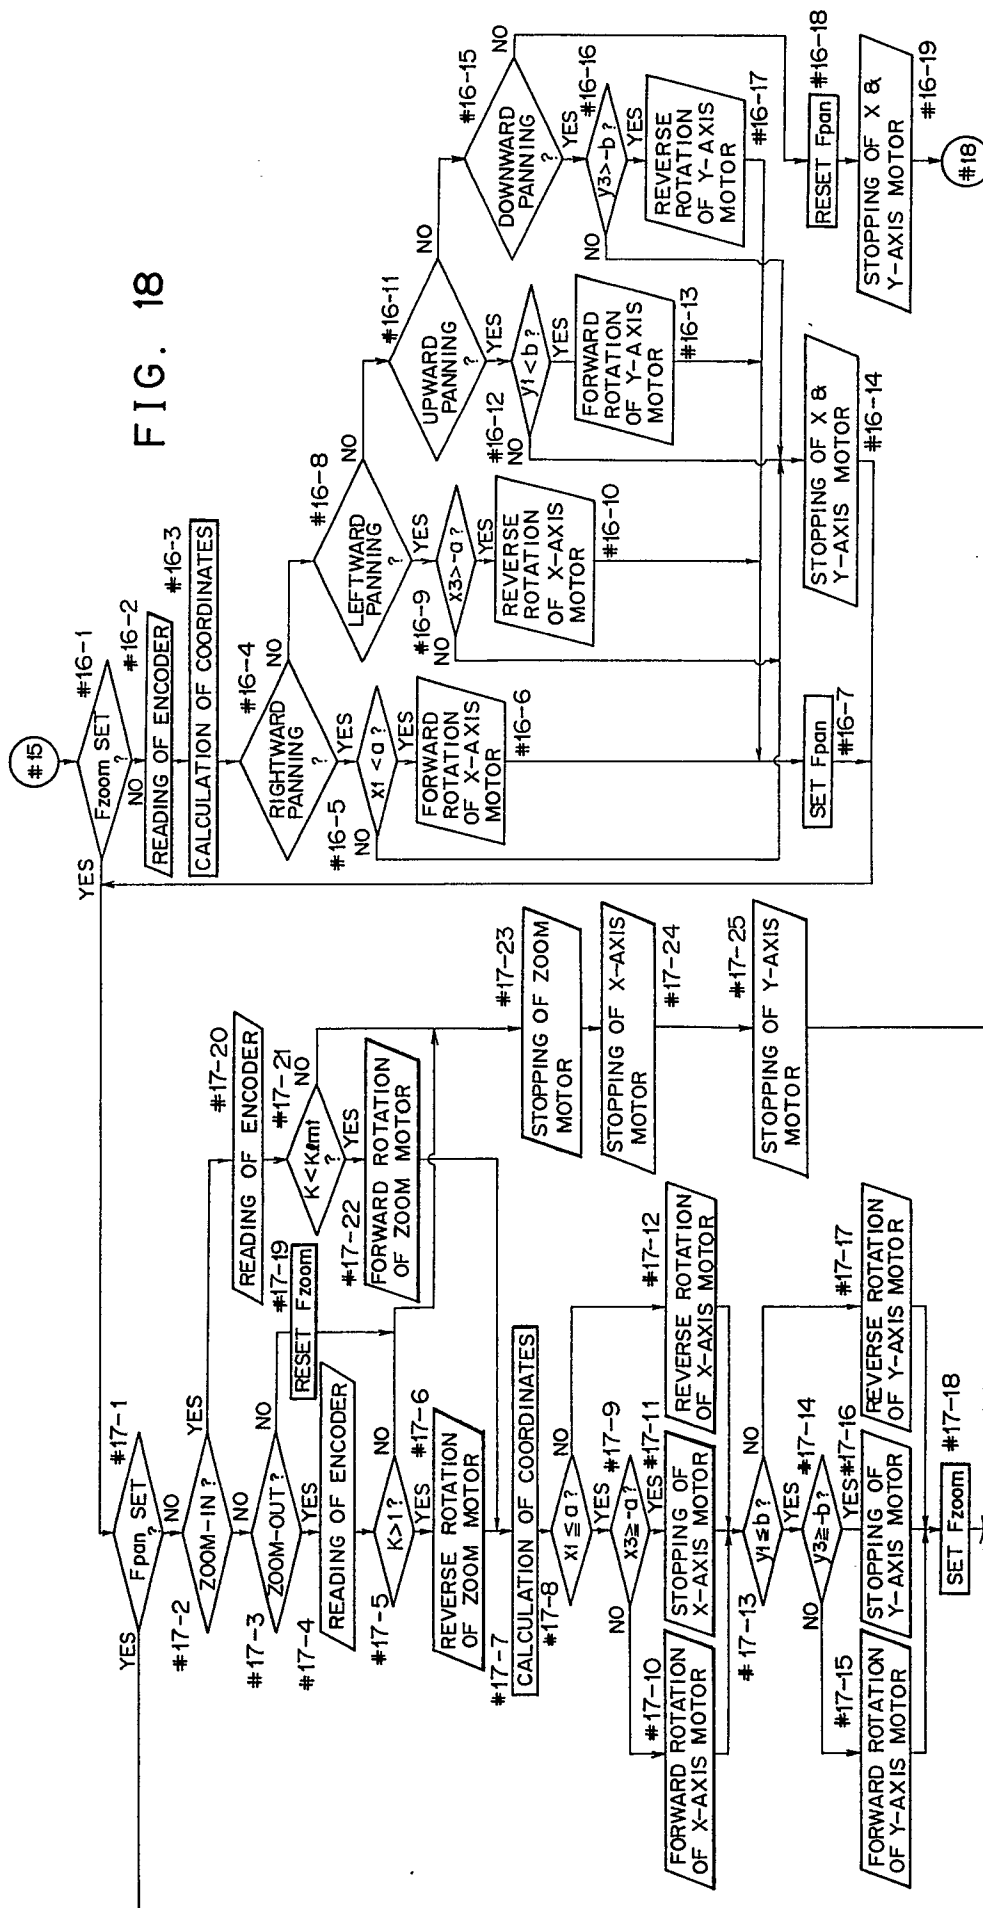 FIG. 18
#15
#16-1
Fzoom SET
?
YES
NO
#16-2
READING OF ENCODER
#16-3
CALCULATION OF COORDINATES
#16-4
RIGHTWARD
PANNING
?
NO
YES
#16-5
x1<a?
NO
YES
FORWARD
ROTATION
OF X-AXIS
MOTOR
#16-6
SET Fpan
#16-7
#16-8
LEFTWARD
PANNING
?
NO
YES
#16-9
x3>-a?
NO
YES
REVERSE
ROTATION
OF X-AXIS
MOTOR
#16-10
#16-11
UPWARD
PANNING
?
NO
YES
#16-12
y1<b?
NO
YES
FORWARD
ROTATION
OF Y-AXIS
MOTOR
#16-13
STOPPING OF X &
Y-AXIS MOTOR
#16-14
#16-15
DOWNWARD
PANNING
?
NO
YES
#16-16
y3>-b?
NO
YES
REVERSE
ROTATION
OF Y-AXIS
MOTOR
#16-17
RESET Fpan
#16-18
STOPPING OF X &
Y-AXIS MOTOR
#16-19
#18
#17-1
Fpan SET
?
YES
NO
#17-2
ZOOM-IN?
YES
NO
#17-3
ZOOM-OUT?
NO
YES
#17-4
READING OF ENCODER
#17-5
K>1?
NO
YES
#17-6
REVERSE ROTATION
OF ZOOM MOTOR
#17-7
CALCULATION OF COORDINATES
#17-8
x1≦a?
NO
YES
#17-9
x3≧-a?
NO
YES
#17-10
FORWARD ROTATION
OF X-AXIS MOTOR
#17-11
STOPPING OF
X-AXIS MOTOR
#17-12
REVERSE ROTATION
OF X-AXIS MOTOR
#17-13
y1≦b?
NO
YES
#17-14
y3≧-b?
NO
YES
#17-15
FORWARD ROTATION
OF Y-AXIS MOTOR
#17-16
STOPPING OF
Y-AXIS MOTOR
#17-17
REVERSE ROTATION
OF Y-AXIS MOTOR
#17-18
SET Fzoom
#17-19
RESET Fzoom
#17-20
READING OF ENCODER
#17-21
K<Kℓmt
?
NO
YES
#17-22
FORWARD ROTATION
OF ZOOM MOTOR
#17-23
STOPPING OF ZOOM
MOTOR
STOPPING OF X-AXIS
MOTOR
#17-24
#17-25
STOPPING OF Y-AXIS
MOTOR